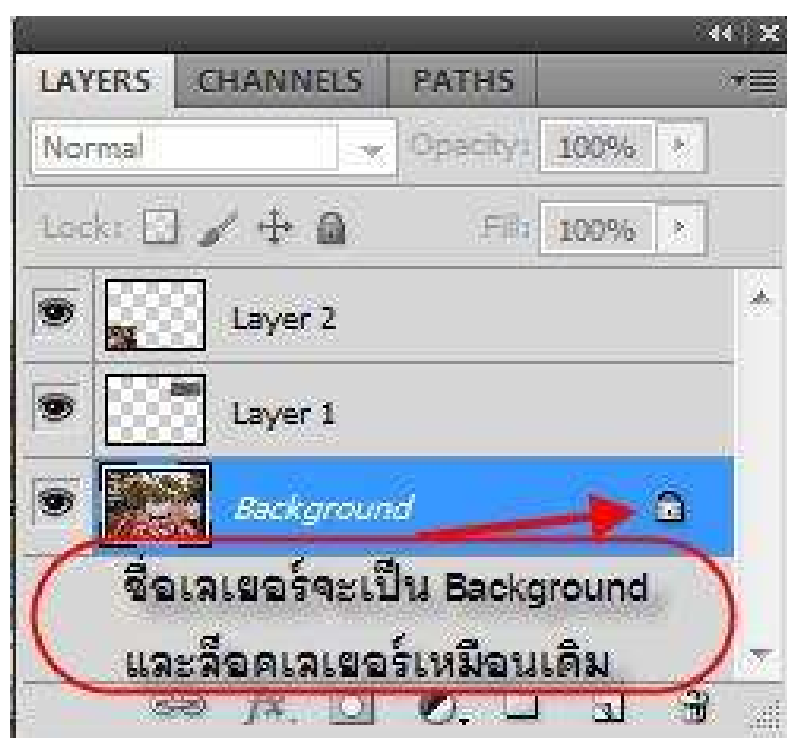 LAYERS CHANNELS PATHS
Normal Opacity: 100%
Lock: Fill: 100%
Layer 2
Layer 1
Background
ชื่อเลเยอร์จะเป็น Background
และล็อคเลเยอร์เหมือนเดิม
fx.